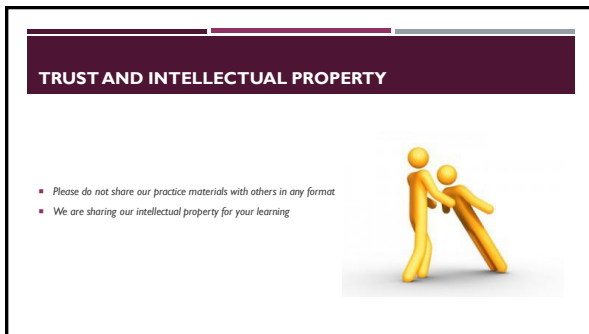 TRUST AND INTELLECTUAL PROPERTY
▪ Please do not share our practice materials with others in any format
▪ We are sharing our intellectual property for your learning